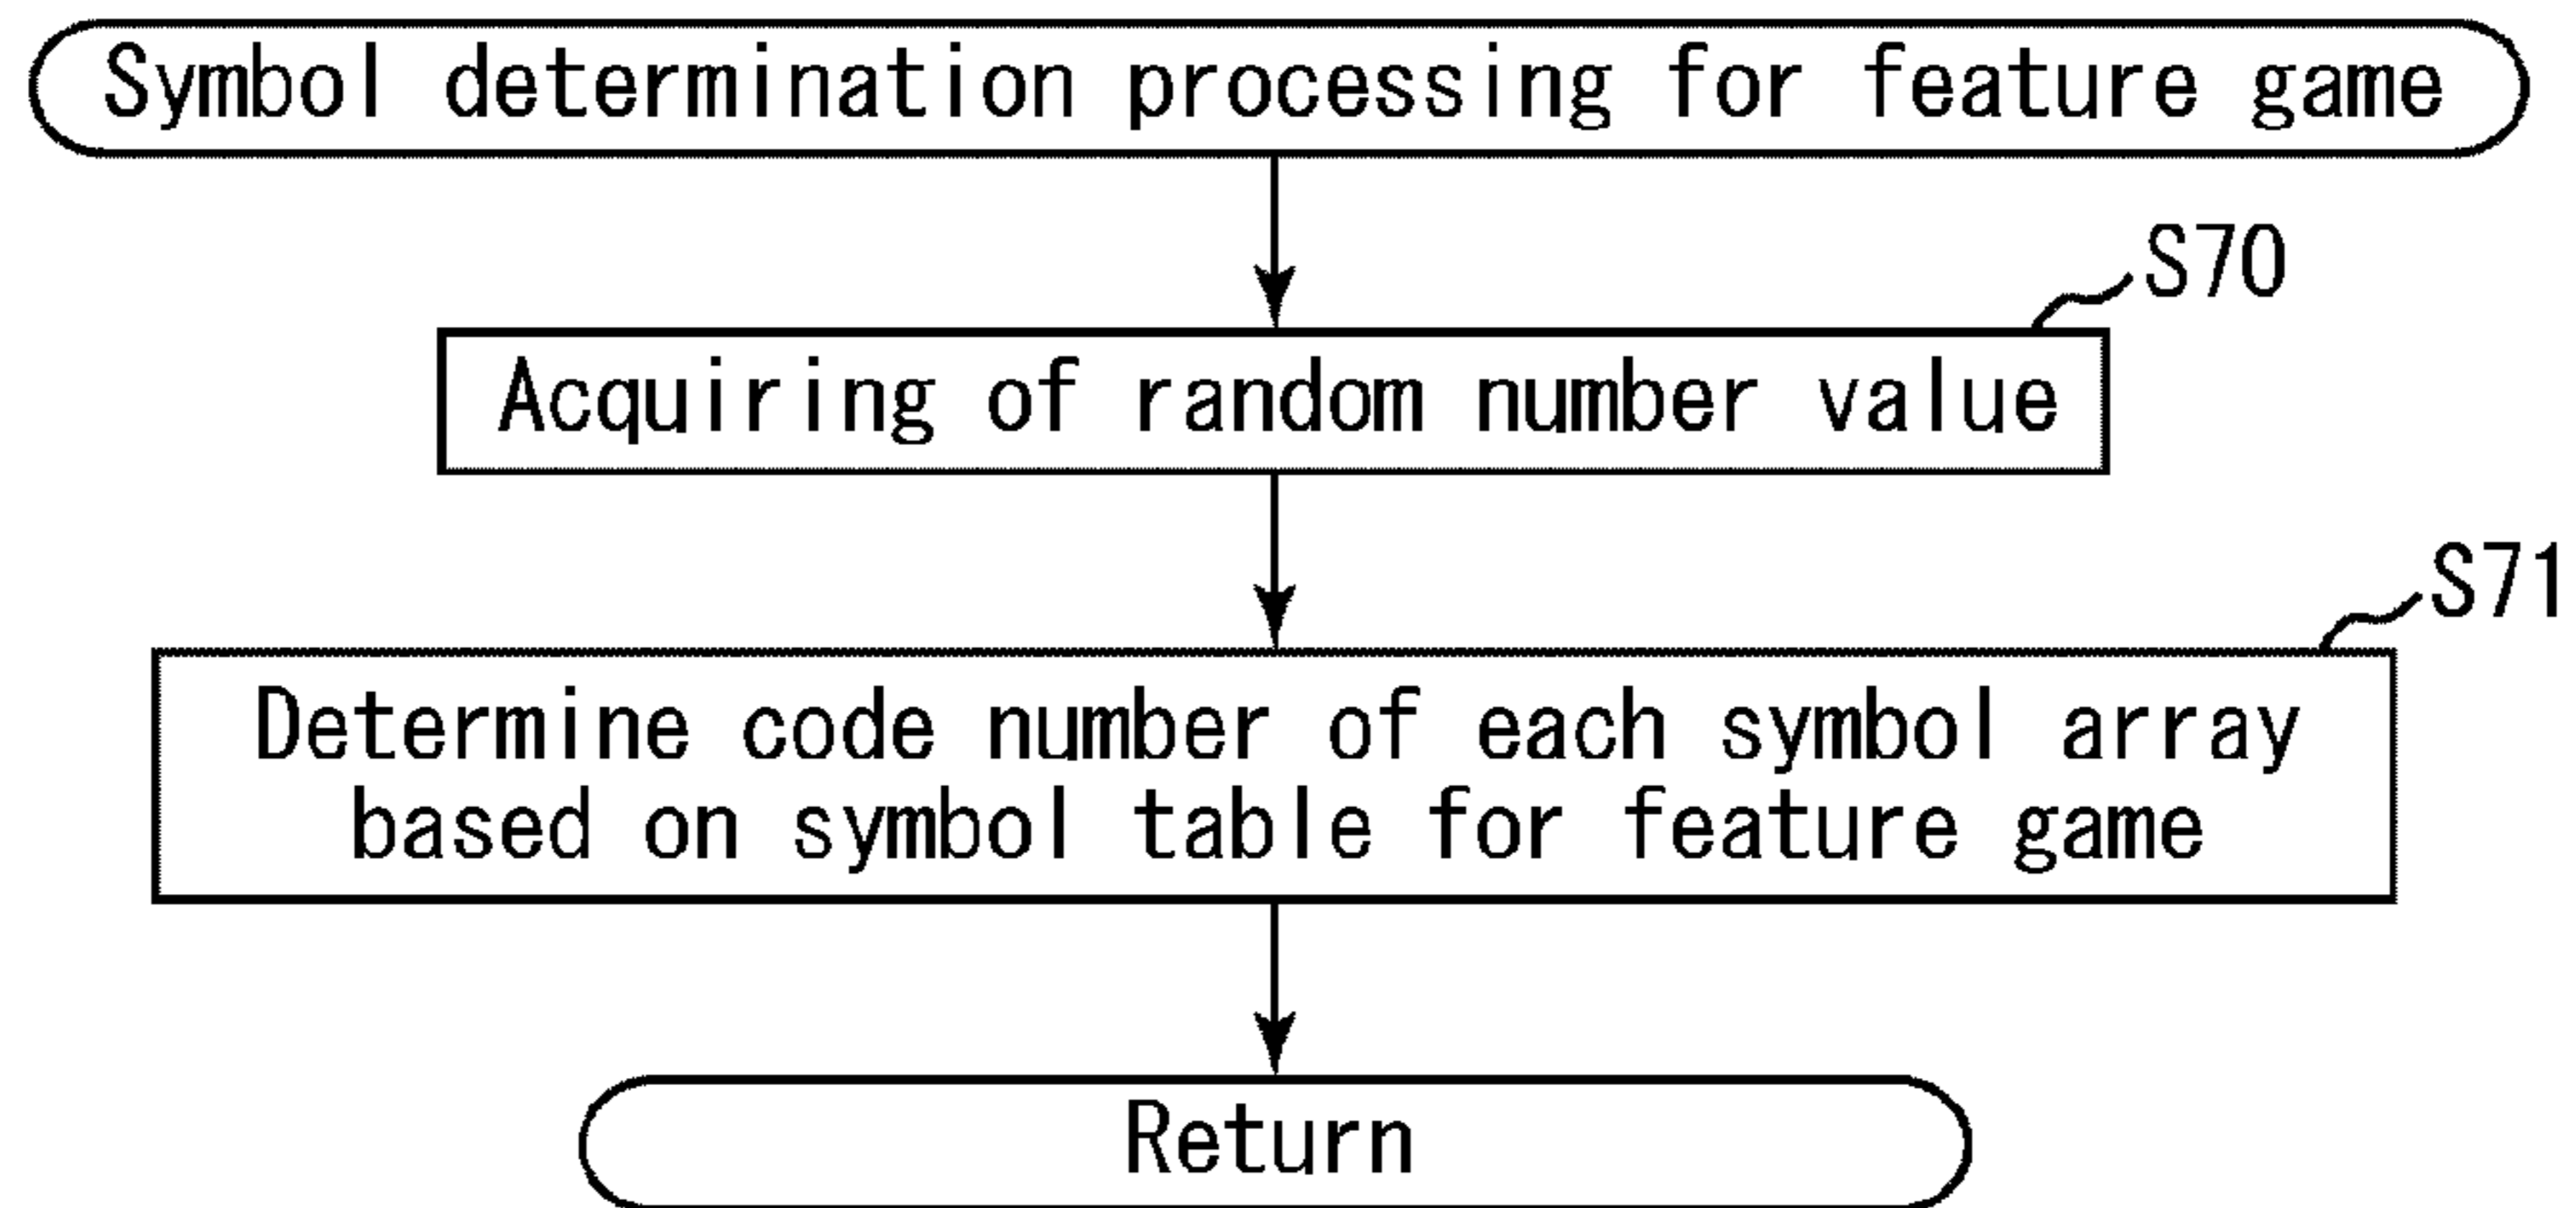 Symbol determination processing for feature game
S70
Acquiring of random number value
S71
Determine code number of each symbol array
based on symbol table for feature game
Return